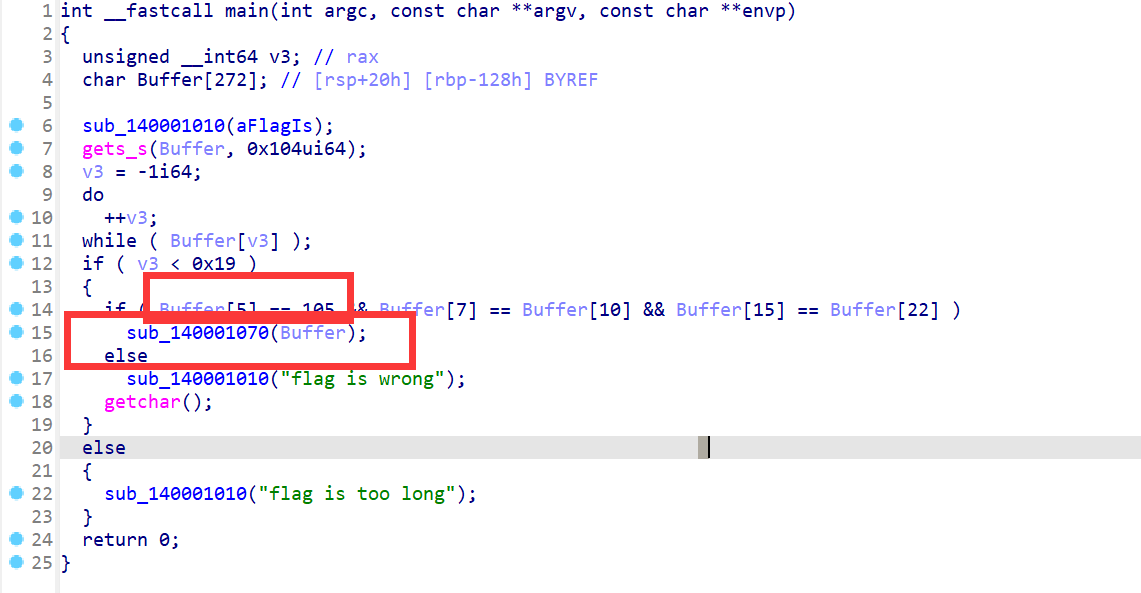 1 int __fastcall main(int argc, const char **argv, const char **envp)
2 {
3 unsigned __int64 v3; // rax
4 char Buffer[272]; // [rsp+20h] [rbp-128h] BYREF
5
6 sub_140001010(aFlagIs);
7 gets_s(Buffer, 0x104ui64);
8 v3 = -1i64;
9 do
10 ++v3;
11 while ( Buffer[v3] );
12 if ( v3 < 0x19 )
13 {
14 if ( Buffer[5] == 105 && Buffer[7] == Buffer[10] && Buffer[15] == Buffer[22] )
15 sub_140001070(Buffer);
16 else
17 sub_140001010("flag is wrong");
18 getchar();
19 }
20 else
21 {
22 sub_140001010("flag is too long");
23 }
24 return 0;
25 }